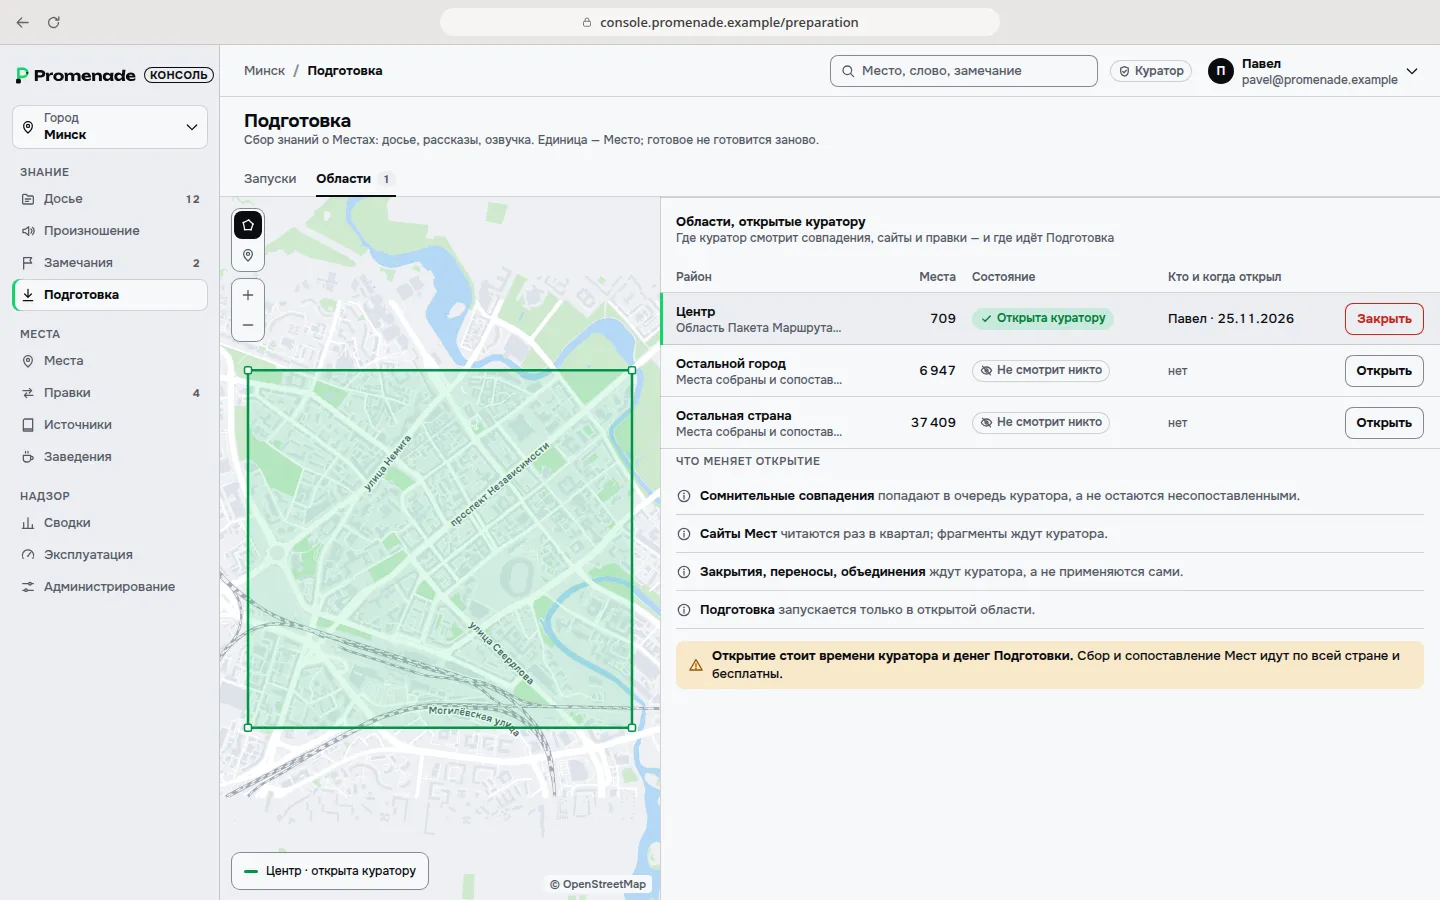 console.promenade.example/preparation
Promenade КОНСОЛЬ
Город
Минск
ЗНАНИЕ
Досье 12
Произношение
Замечания 2
Подготовка
МЕСТА
Места
Правки 4
Источники
Заведения
НАДЗОР
Сводки
Эксплуатация
Администрирование
Минск / Подготовка
Место, слово, замечание
Куратор
П
Павел
pavel@promenade.example
Подготовка
Сбор знаний о Местах: досье, рассказы, озвучка. Единица — Место; готовое не готовится заново.
Запуски
Области 1
улица Немига
проспект Независимости
улица Свердлова
Могилёвская улица
Центр · открыта куратору
© OpenStreetMap
Области, открытые куратору
Где куратор смотрит совпадения, сайты и правки — и где идёт Подготовка
Район Места Состояние Кто и когда открыл
Центр
Область Пакета Маршрута...
709 Открыта куратору Павел · 25.11.2026 Закрыть
Остальной город
Места собраны и сопостав...
6 947 Не смотрит никто нет Открыть
Остальная страна
Места собраны и сопостав...
37 409 Не смотрит никто нет Открыть
ЧТО МЕНЯЕТ ОТКРЫТИЕ
Сомнительные совпадения попадают в очередь куратора, а не остаются несопоставленными.
Сайты Мест читаются раз в квартал; фрагменты ждут куратора.
Закрытия, переносы, объединения ждут куратора, а не применяются сами.
Подготовка запускается только в открытой области.
Открытие стоит времени куратора и денег Подготовки. Сбор и сопоставление Мест идут по всей стране и
бесплатны.